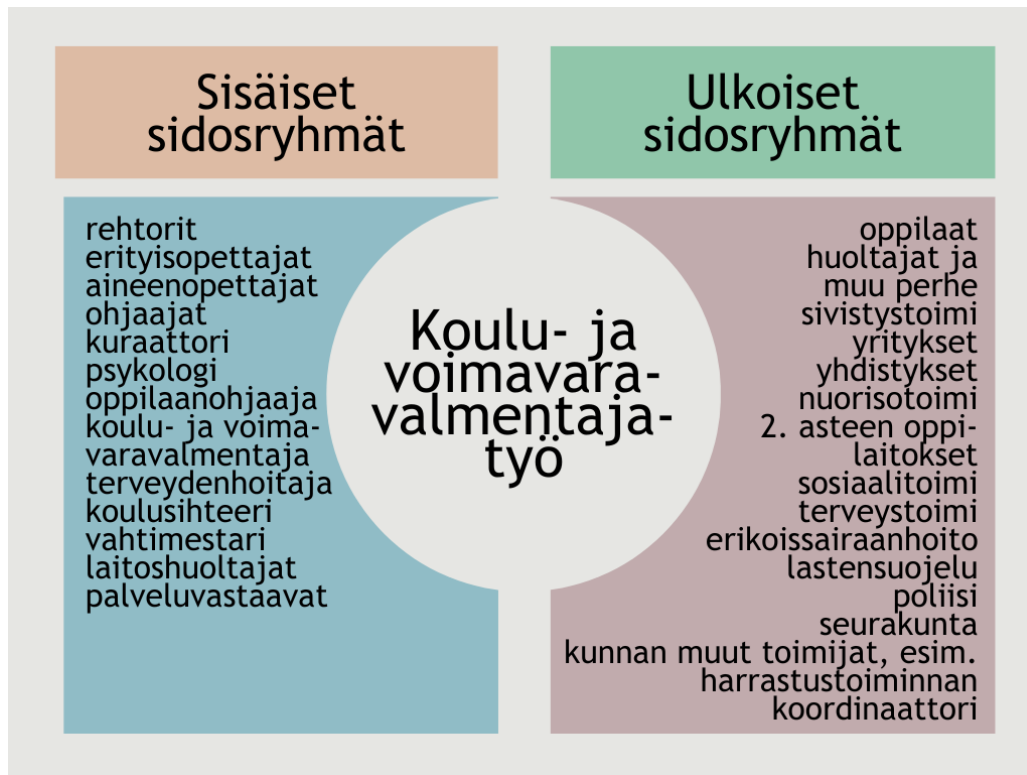 Sisäiset
sidosryhmät
Ulkoiset
sidosryhmät
rehtorit
erityisopettajat
aineenopettajat
ohjaajat
kuraattori
psykologi
oppilaanohjaaja
koulu- ja voima-
varavalmentaja
terveydenhoitaja
koulusihteeri
vahtimestari
laitoshuoltajat
palveluvastaavat
Koulu- ja
voimavara-
valmentaja-
työ
oppilaat
huoltajat ja
muu perhe
sivistystoimi
yritykset
yhdistykset
nuorisotoimi
2. asteen oppi-
laitokset
sosiaalitoimi
terveystoimi
erikoissairaanhoito
lastensuojelu
poliisi
seurakunta
kunnan muut toimijat, esim.
harrastustoiminnan
koordinaattori